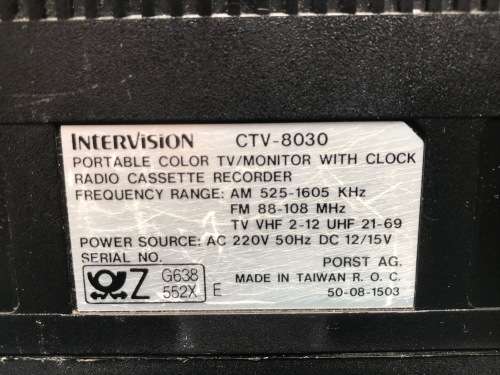 INTERVISION CTV-8030
PORTABLE COLOR TV/MONITOR WITH CLOCK
RADIO CASSETTE RECORDER
FREQUENCY RANGE: AM 525-1605 KHz
FM 88-108 MHz
TV VHF 2-12 UHF 21-69
POWER SOURCE: AC 220V 50Hz DC 12/15V
SERIAL NO.
PORST AG.
Z G638
552X E
MADE IN TAIWAN R. O. C.
50-08-1503